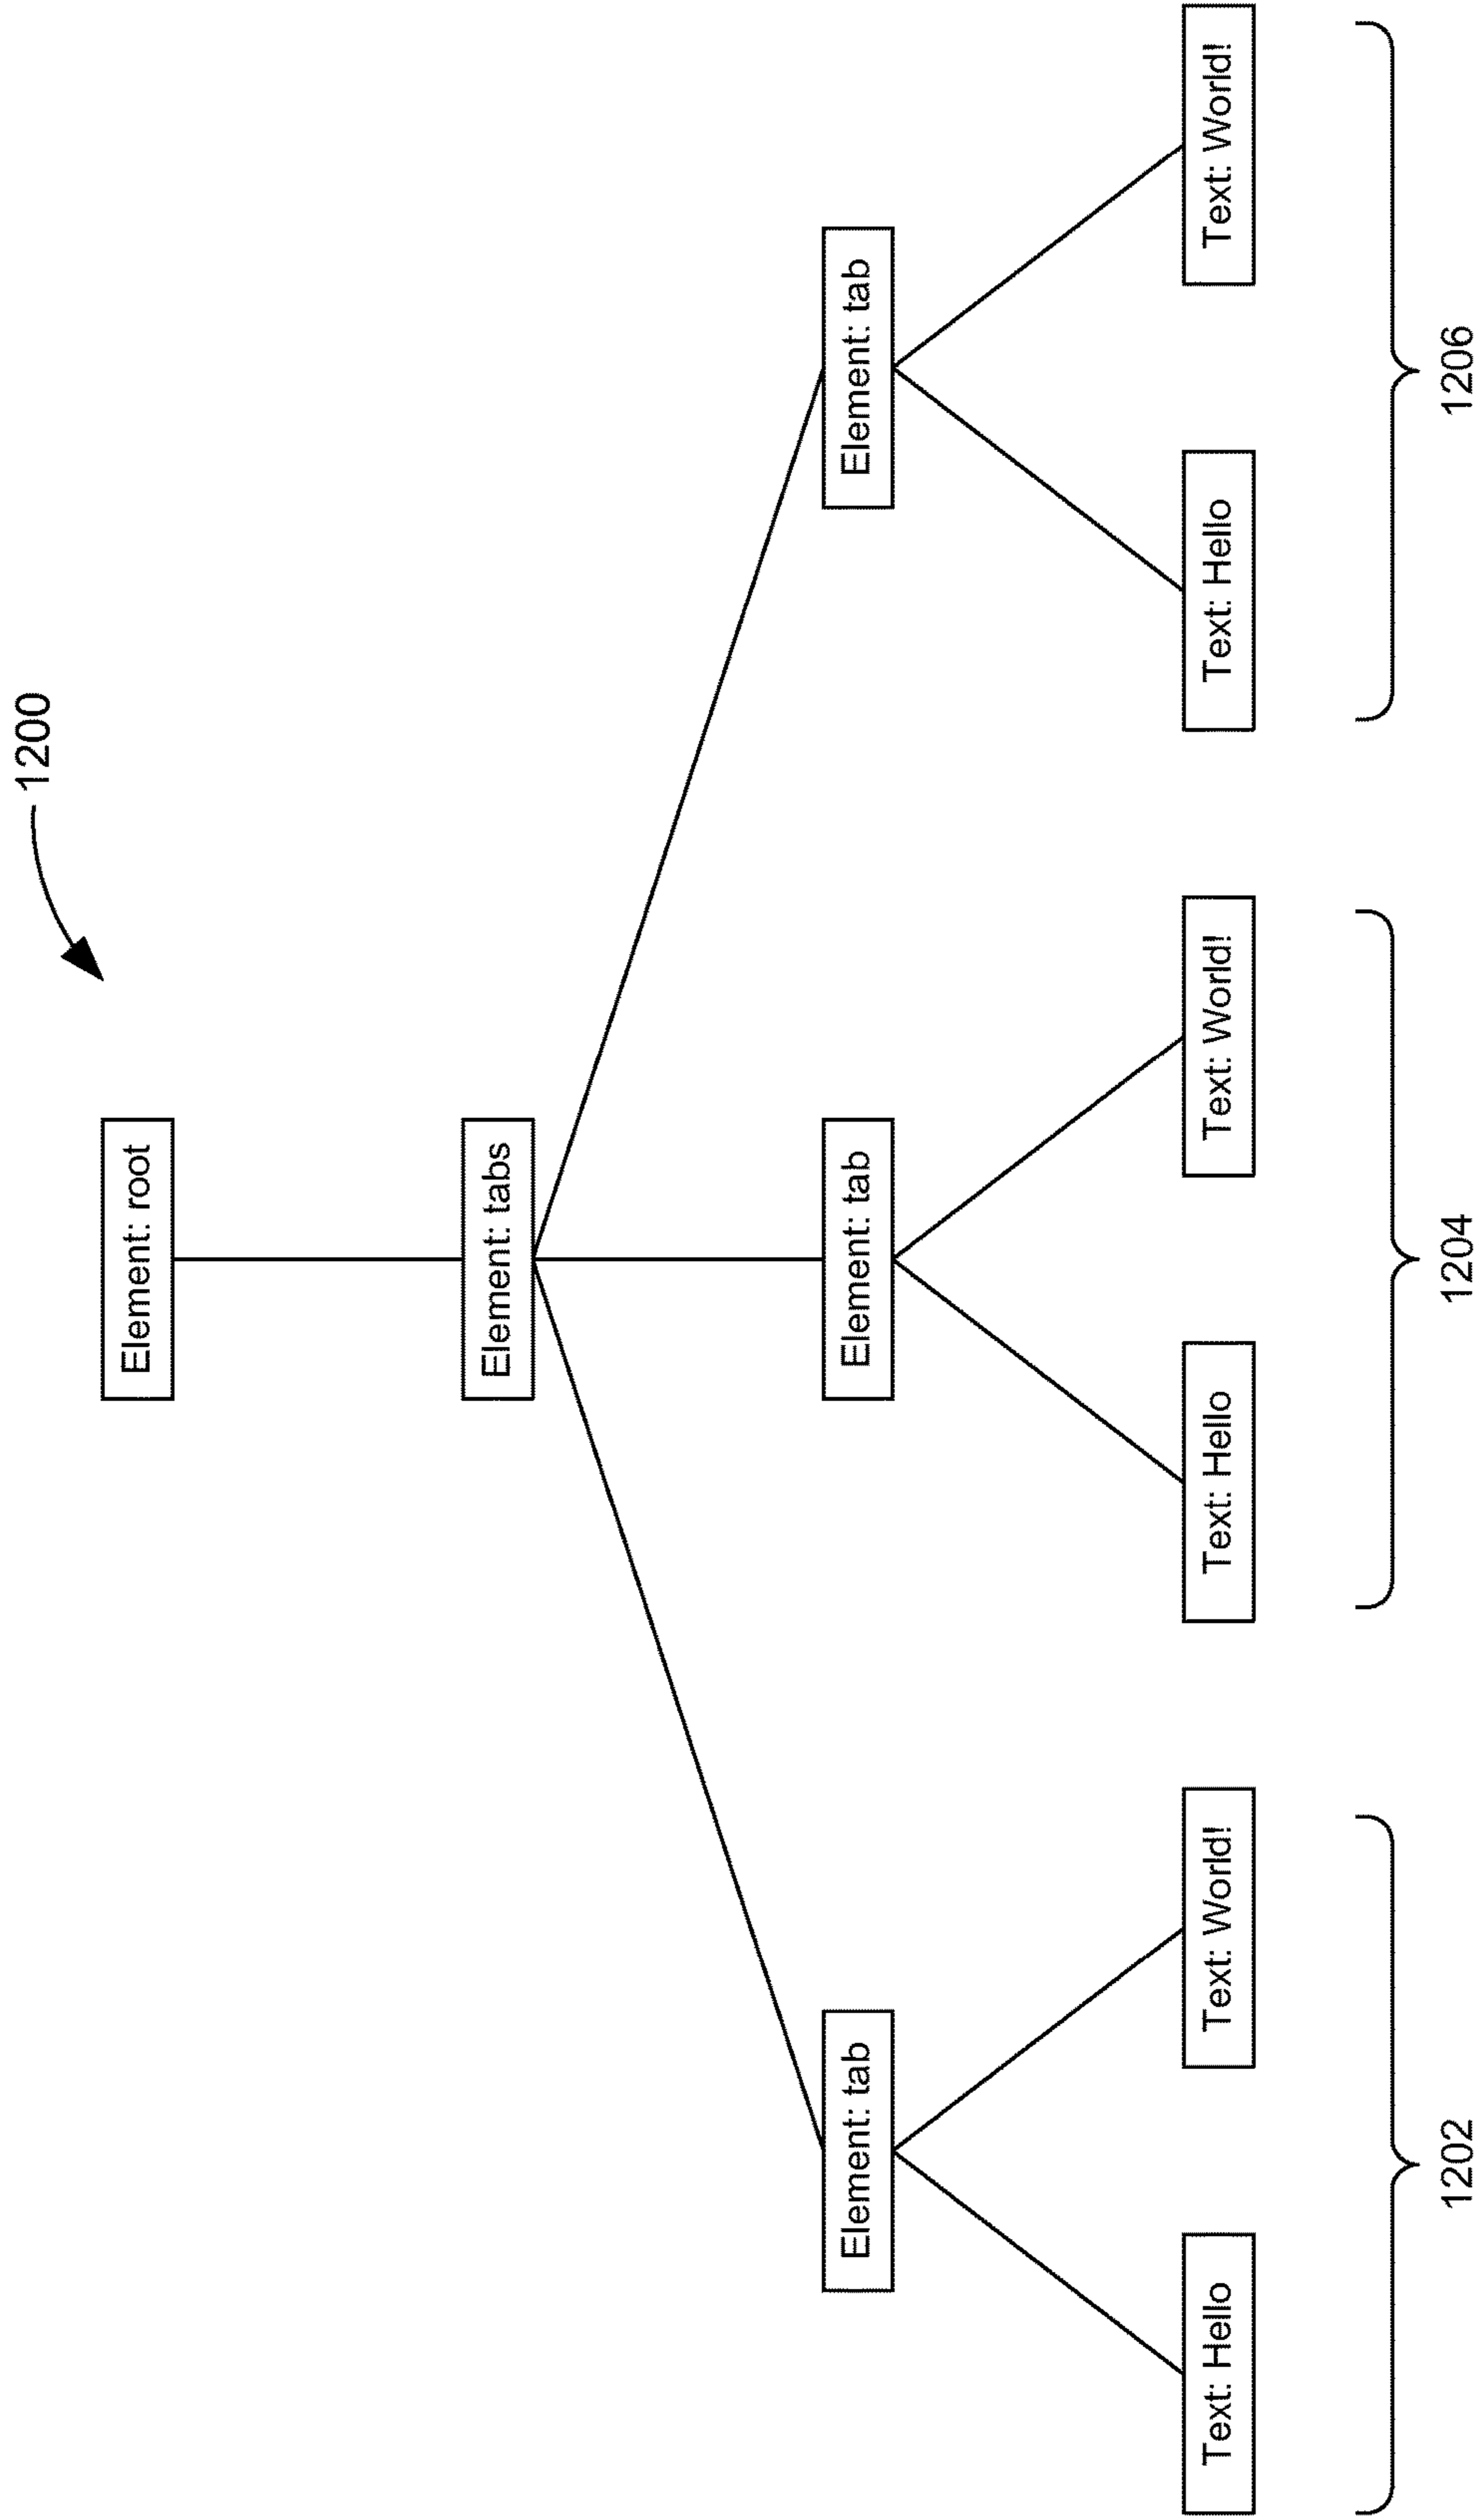 1200
Element: root
Element: tabs
Element: tab
Element: tab
Element: tab
Text: Hello
Text: World!
Text: Hello
Text: World!
Text: Hello
Text: World!
1202
1204
1206